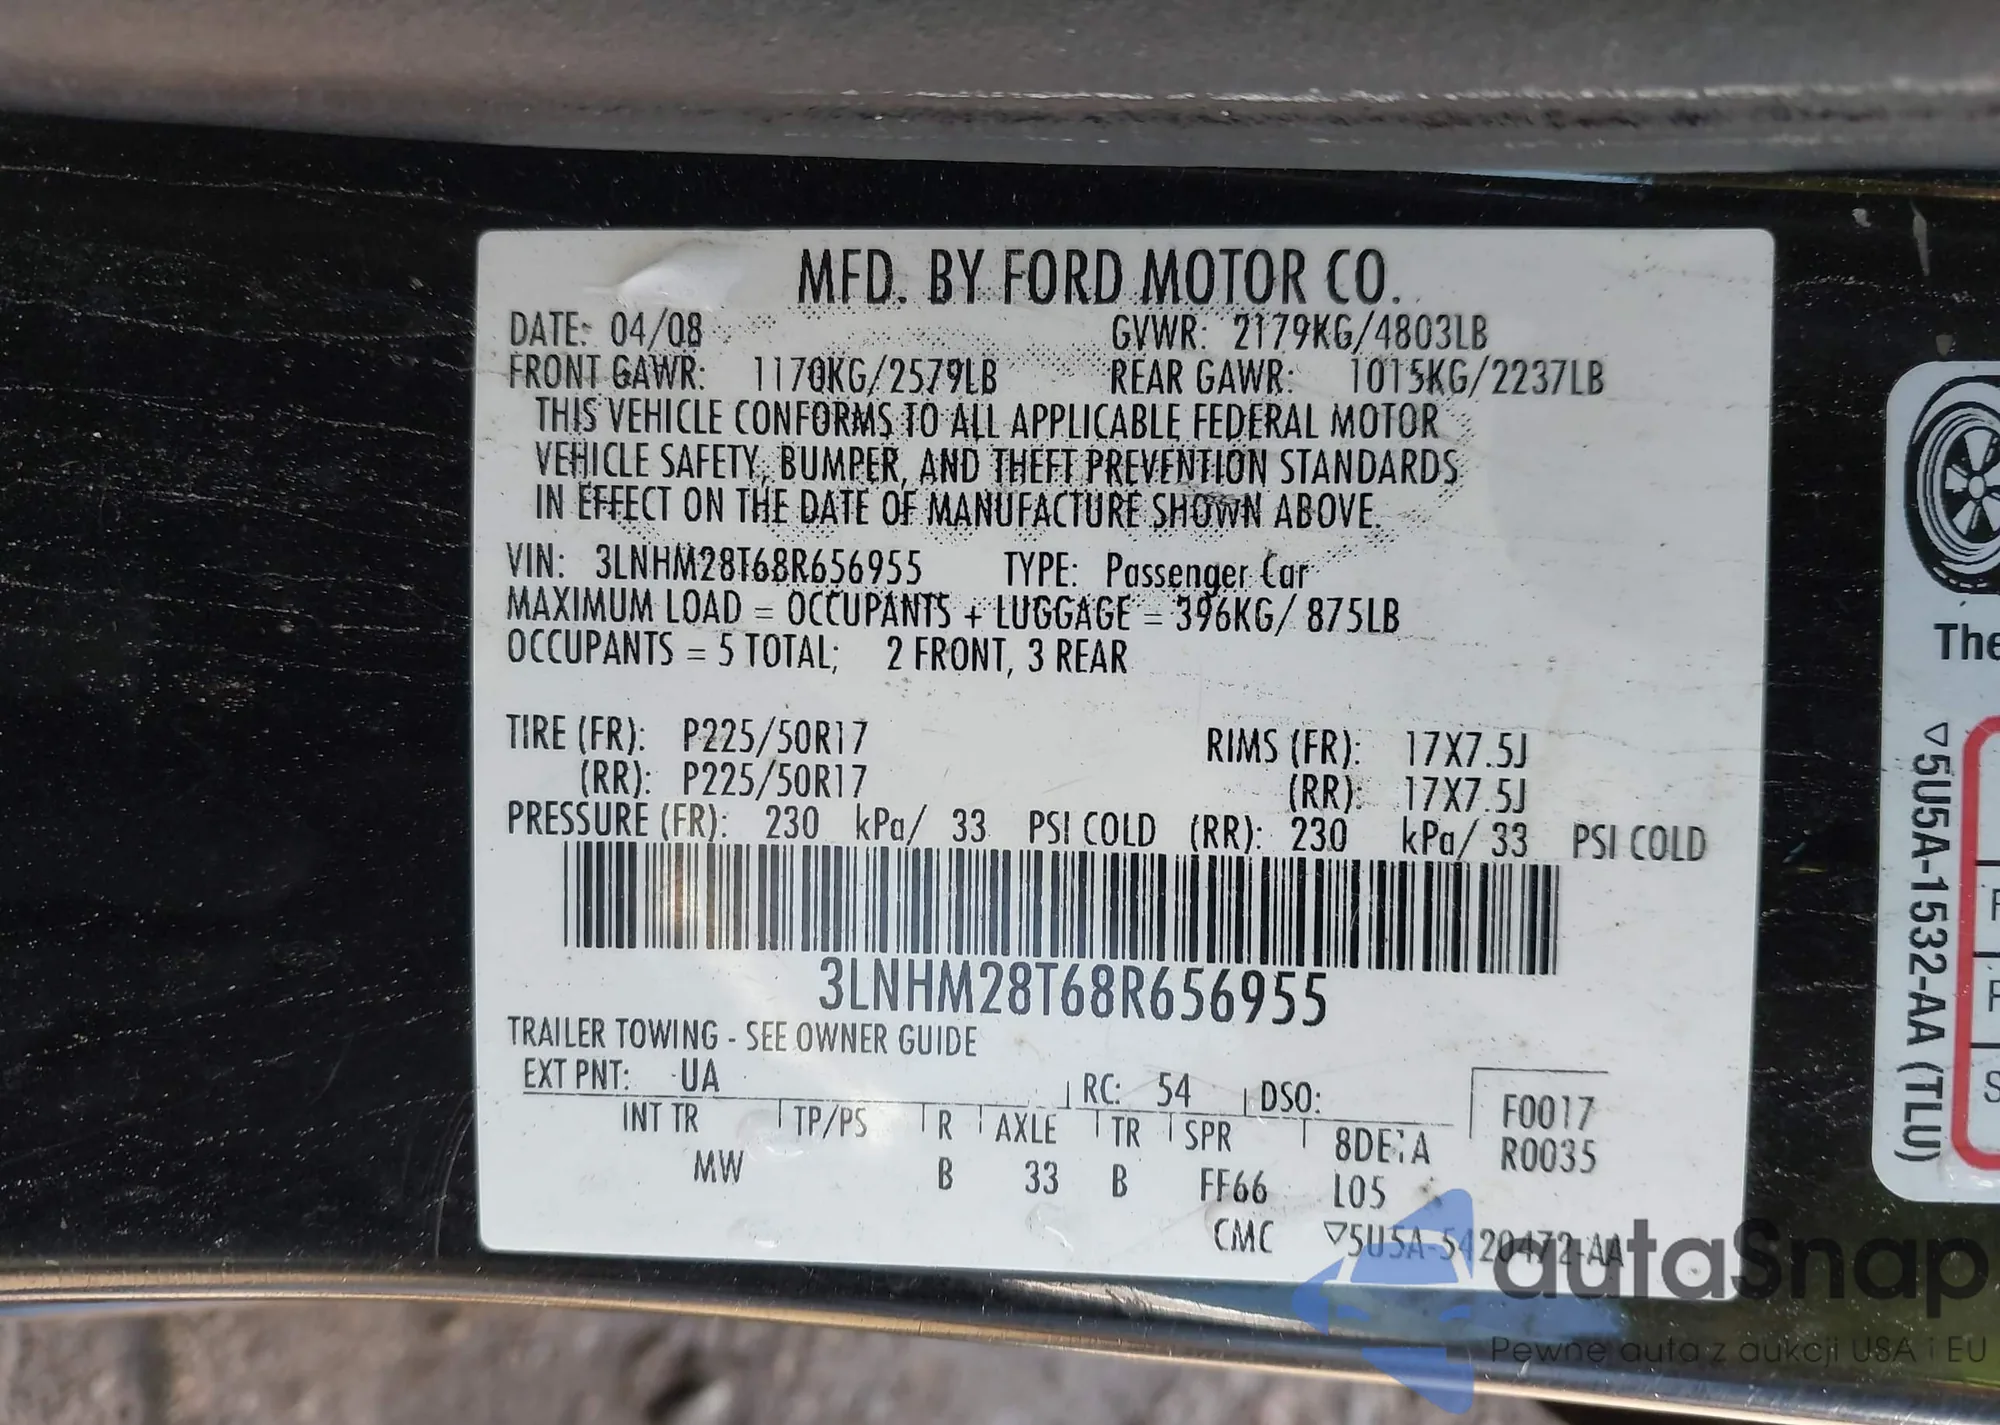 MFD. BY FORD MOTOR CO.
DATE: 04/08 GVWR: 2179KG/4803LB
FRONT GAWR: 1170KG/2579LB REAR GAWR: 1015KG/2237LB
THIS VEHICLE CONFORMS TO ALL APPLICABLE FEDERAL MOTOR
VEHICLE SAFETY, BUMPER, AND THEFT PREVENTION STANDARDS
IN EFFECT ON THE DATE OF MANUFACTURE SHOWN ABOVE.
VIN: 3LNHM28T68R656955 TYPE: Passenger Car
MAXIMUM LOAD = OCCUPANTS + LUGGAGE = 396KG/ 875LB
OCCUPANTS = 5 TOTAL; 2 FRONT, 3 REAR
TIRE (FR): P225/50R17 RIMS (FR): 17X7.5J
(RR): P225/50R17 (RR): 17X7.5J
PRESSURE (FR): 230 kPa/ 33 PSI COLD (RR): 230 kPa/ 33 PSI COLD
3LNHM28T68R656955
TRAILER TOWING - SEE OWNER GUIDE
EXT PNT: UA RC: 54 DSO: F0017
INT TR TP/PS R AXLE TR SPR R0035
MW B 33 B FF66 L05
CMC ▽5U5A-5420472-AA
The
▽5U5A-1532-AA (TLU)
autaSnap
Pewne auta z aukcji USA i EU